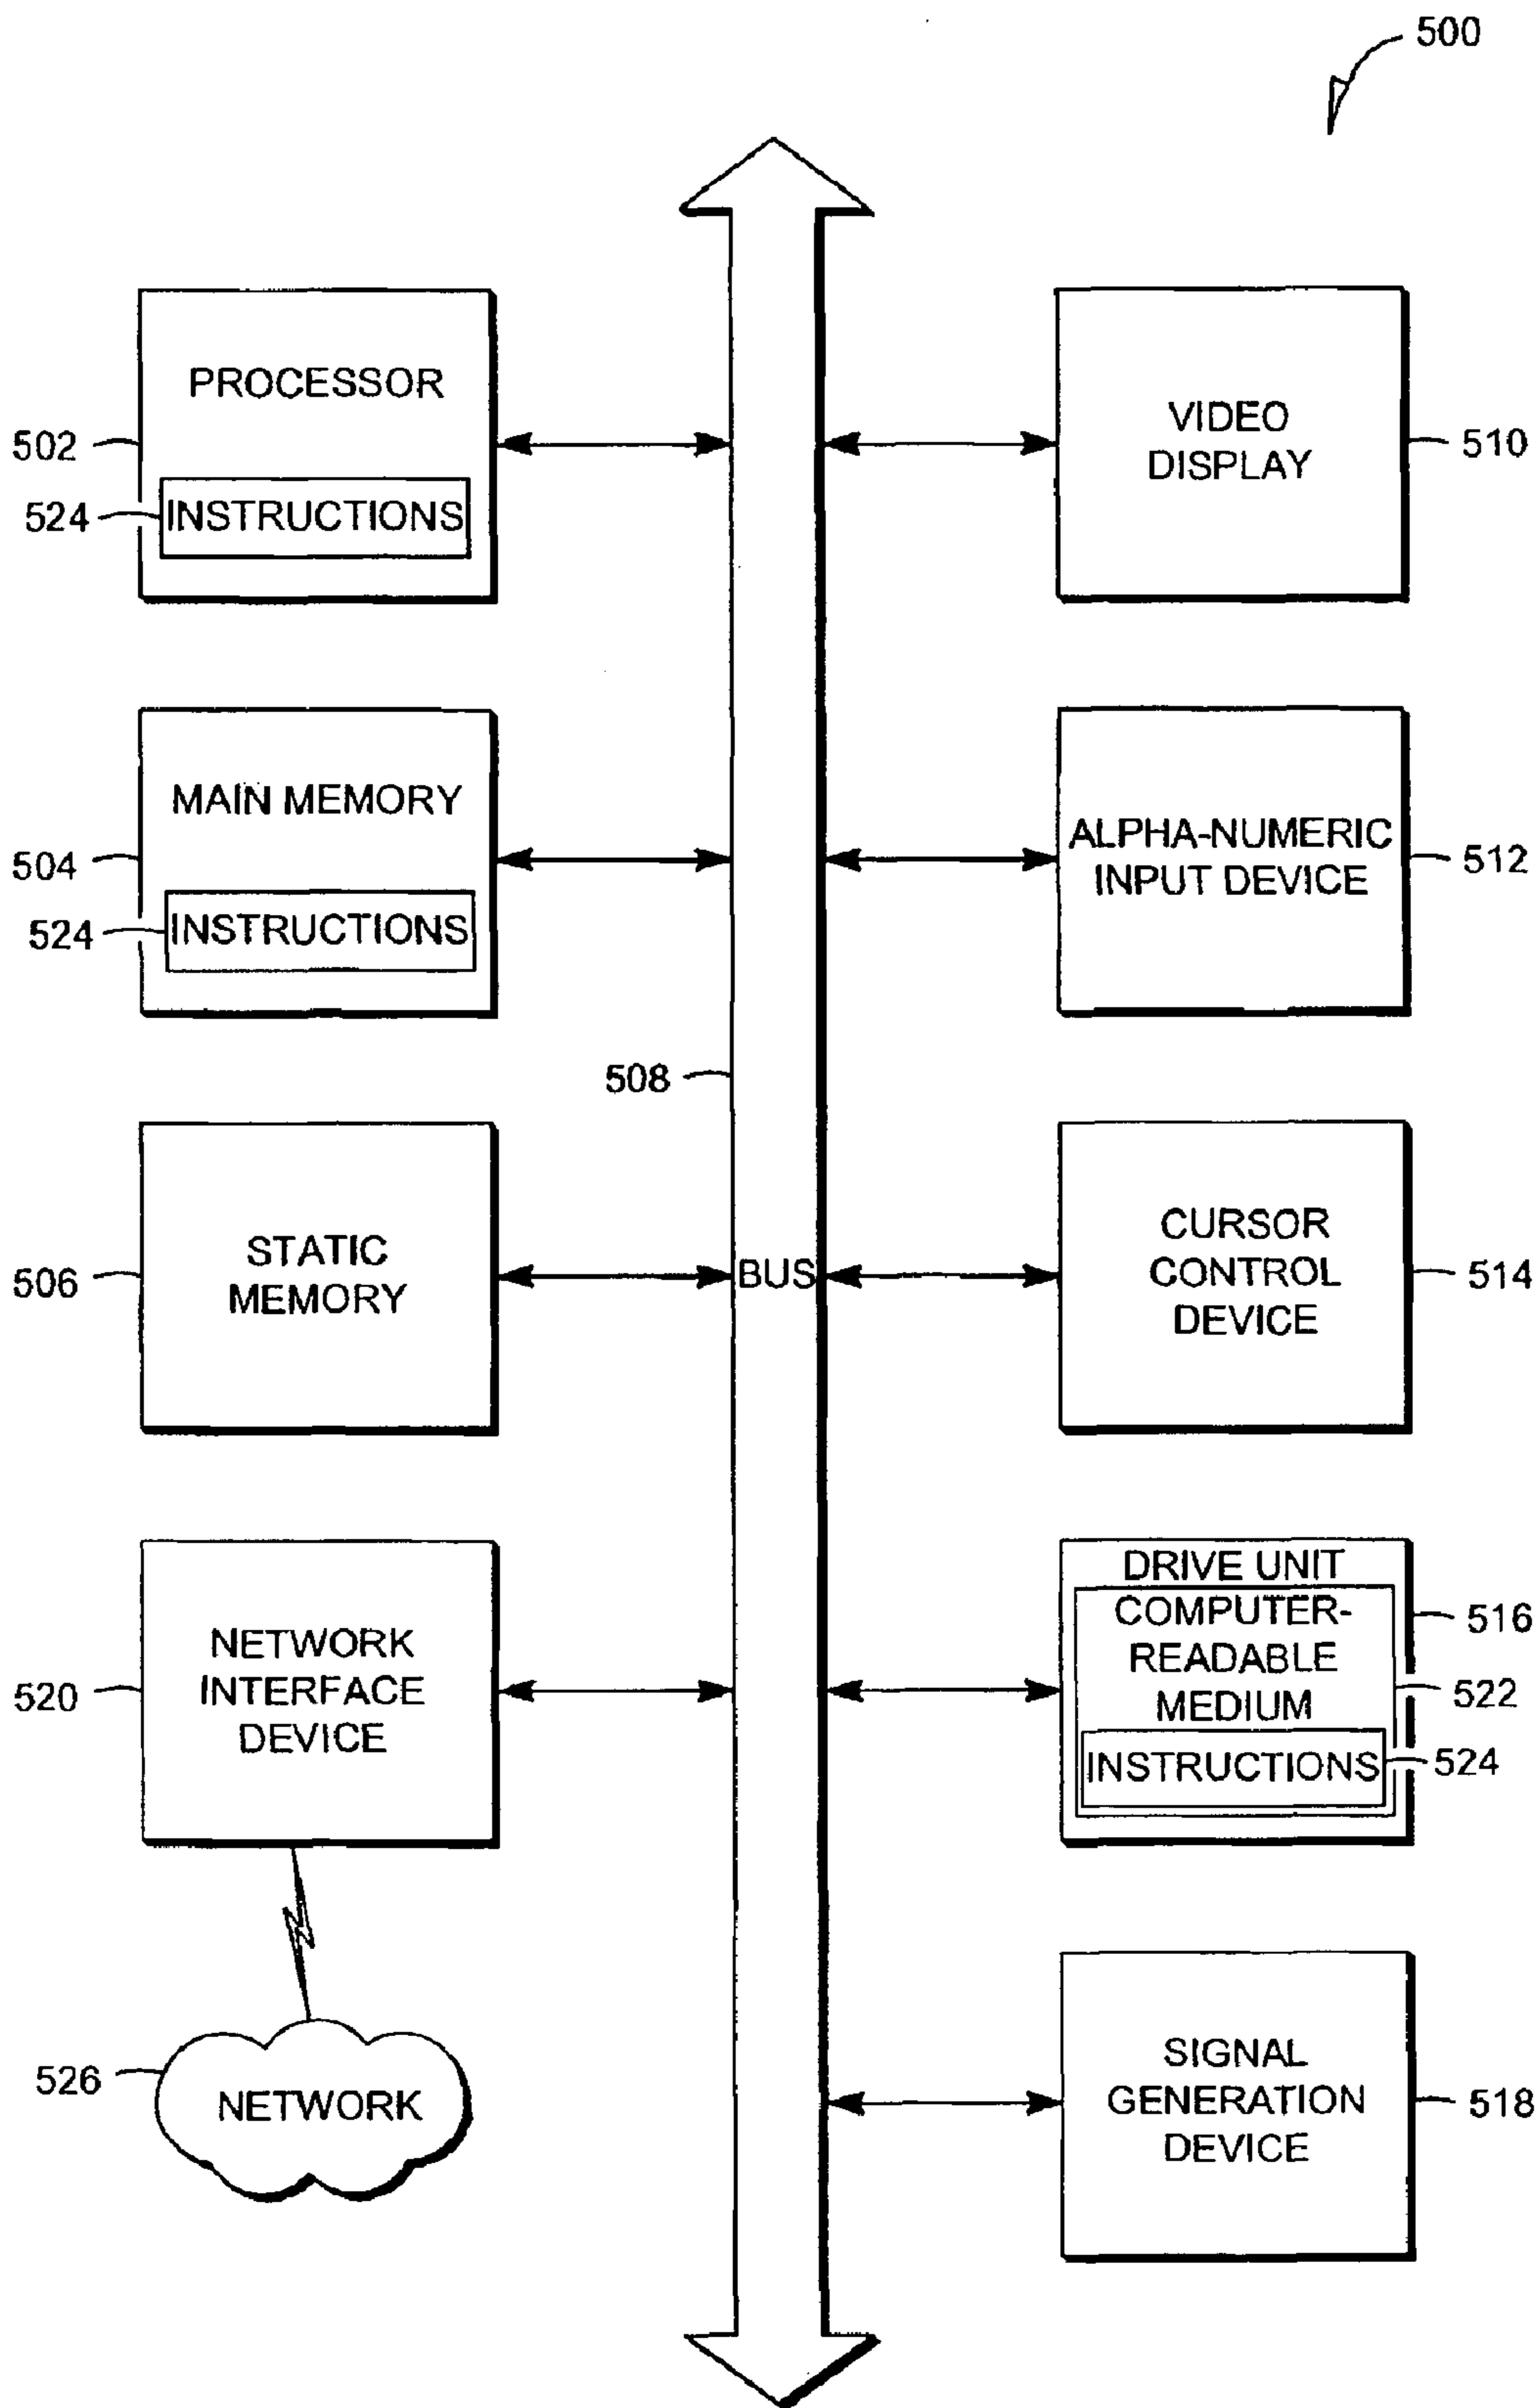 500
PROCESSOR
502
524
INSTRUCTIONS
VIDEO
DISPLAY
510
MAIN MEMORY
504
524
INSTRUCTIONS
ALPHA-NUMERIC
INPUT DEVICE
512
508
STATIC
MEMORY
506
BUS
CURSOR
CONTROL
DEVICE
514
NETWORK
INTERFACE
DEVICE
520
DRIVE UNIT
COMPUTER-
READABLE
MEDIUM
INSTRUCTIONS
516
522
524
526
NETWORK
SIGNAL
GENERATION
DEVICE
518